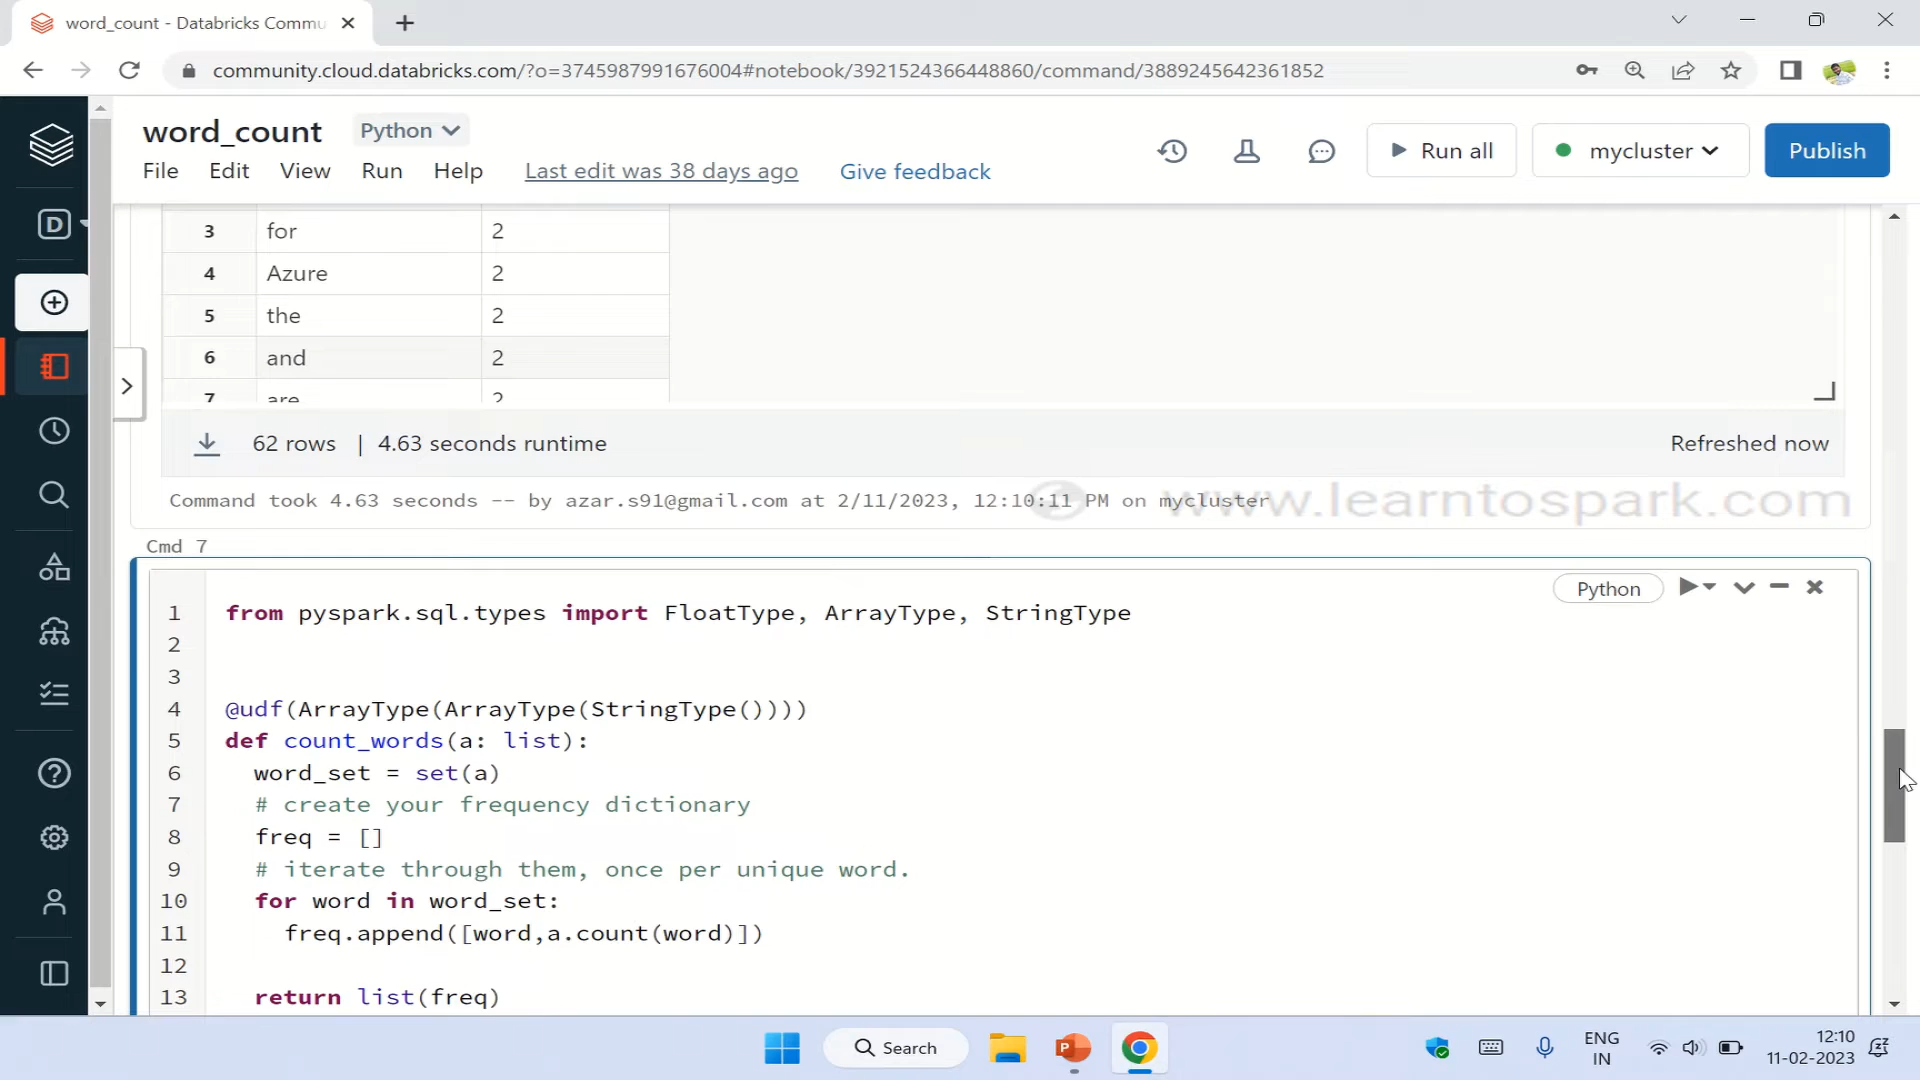 word_count - Databricks Commu
community.cloud.databricks.com/?o=3745987991676004#notebook/3921524366448860/command/3889245642361852
word_count Python
File Edit View Run Help Last edit was 38 days ago Give feedback
Run all mycluster Publish
D
3 for 2
4 Azure 2
5 the 2
6 and 2
7 are 2
62 rows | 4.63 seconds runtime Refreshed now
Command took 4.63 seconds -- by azar.s91@gmail.com at 2/11/2023, 12:10:11 PM on mycluster
www.learntospark.com
Cmd 7
Python
1 from pyspark.sql.types import FloatType, ArrayType, StringType
2
3
4 @udf(ArrayType(ArrayType(StringType())))
5 def count_words(a: list):
6 word_set = set(a)
7 # create your frequency dictionary
8 freq = []
9 # iterate through them, once per unique word.
10 for word in word_set:
11 freq.append([word,a.count(word)])
12
13 return list(freq)
Search
ENG
IN
12:10
11-02-2023